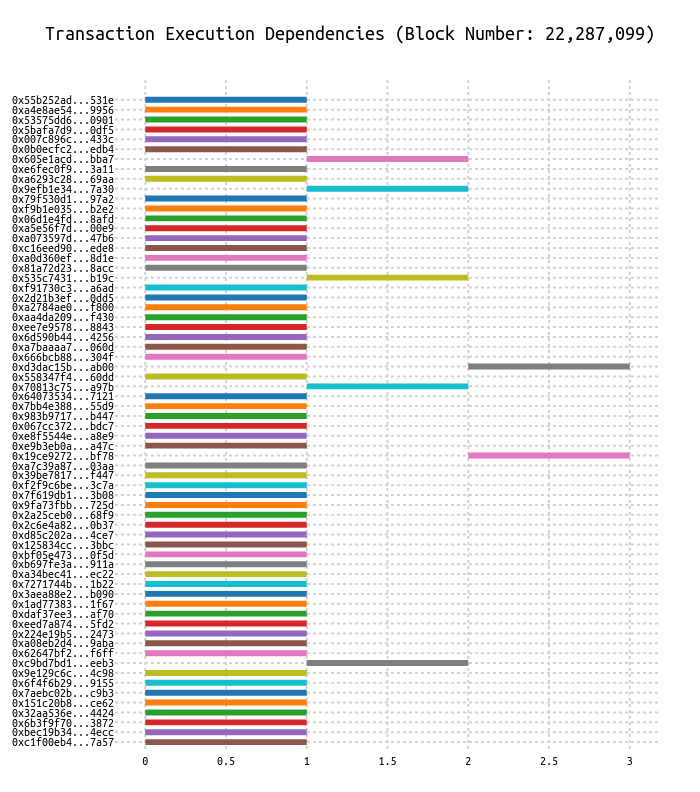 Transaction Execution Dependencies (Block Number: 22,287,099)
0x55b252ad...531e
0xa4e8ae54...9956
0x53575dd6...0901
0x5bafa7d9...0df5
0x007c896c...433c
0x0b0ecfc2...edb4
0x605e1acd...bba7
0xe6fec0f9...3a11
0xa6293c28...69aa
0x9efb1e34...7a30
0x79f530d1...97a2
0xf9b1e035...b2e2
0x06d1e4fd...8afd
0xa5e56f7d...00e9
0xa073597d...47b6
0xc16eed90...ede8
0xa0d360ef...8d1e
0x81a72d23...8acc
0x535c7431...b19c
0xf91730c3...a6ad
0x2d21b3ef...0dd5
0xa2784ae0...f800
0xaa4da209...f430
0xee7e9578...8843
0x6d590b44...4256
0xa7baaaa7...060d
0x666bcb88...304f
0xd3dac15b...ab00
0x558347f4...60dd
0x70813c75...a97b
0x64073534...7121
0x7bb4e388...55d9
0x983b9717...b447
0x067cc372...bdc7
0xe8f5544e...a8e9
0xe9b3eb0a...a47c
0x19ce9272...bf78
0xa7c39a87...03aa
0x39be7817...f447
0xf2f9c6be...3c7a
0x7f619db1...3b08
0x9fa73fbb...725d
0x2a25ceb0...68f9
0x2c6e4a82...0b37
0xd85c202a...4ce7
0x125834cc...3bbc
0xbf05e473...0f5d
0xb697fe3a...911a
0xa34bec41...ec22
0x7271744b...1b22
0x3aea88e2...b090
0x1ad77383...1f67
0xdaf37ee3...af70
0xeed7a874...5fd2
0x224e19b5...2473
0xa08eb2d4...9aba
0x62647bf2...f6ff
0xc9bd7bd1...eeb3
0x9e129c6c...4c98
0x6f4f6b29...9155
0x7aebc02b...c9b3
0x151c20b8...ce62
0x32aa536e...4424
0x6b3f9f70...3872
0xbec19b34...4ecc
0xc1f00eb4...7a57
0 0.5 1 1.5 2 2.5 3